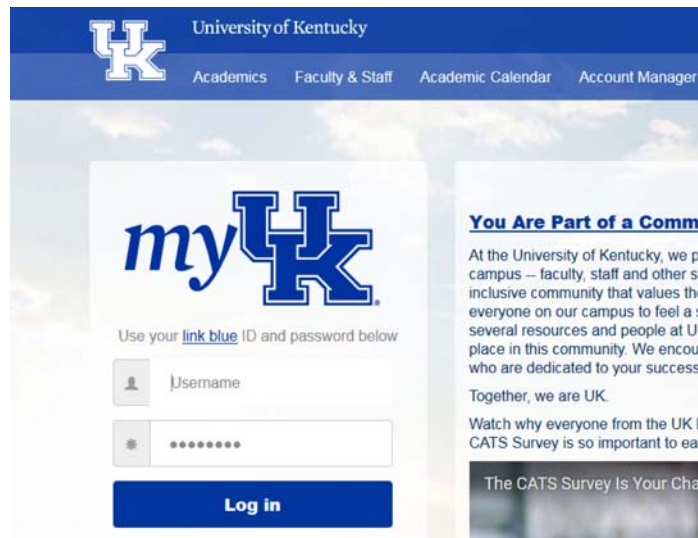 UK
University of Kentucky
Academics Faculty & Staff Academic Calendar Account Manager
myUK.
Use your link blue ID and password below
Username
••••••••
Log in
You Are Part of a Comm
At the University of Kentucky, we p
campus -- faculty, staff and other s
inclusive community that values the
everyone on our campus to feel a s
several resources and people at U
place in this community. We encou
who are dedicated to your success
Together, we are UK.
Watch why everyone from the UK
CATS Survey is so important to ea
The CATS Survey Is Your Cha